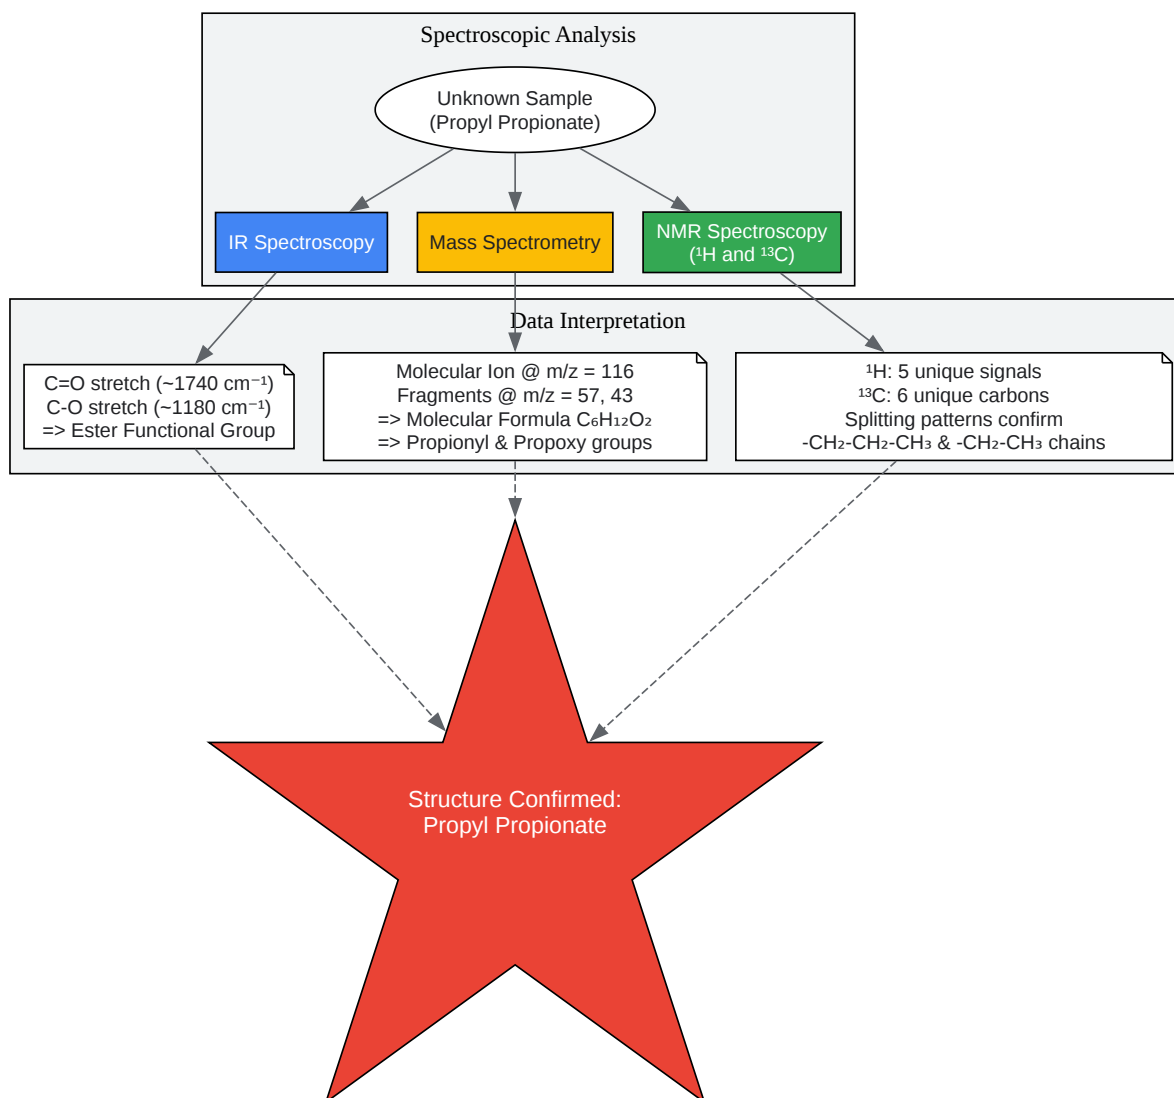 Spectroscopic Analysis
Unknown Sample
(Propyl Propionate)
IR Spectroscopy
Mass Spectrometry
NMR Spectroscopy
(¹H and ¹³C)
Data Interpretation
C=O stretch (~1740 cm⁻¹)
C-O stretch (~1180 cm⁻¹)
=> Ester Functional Group
Molecular Ion @ m/z = 116
Fragments @ m/z = 57, 43
=> Molecular Formula C₆H₁₂O₂
=> Propionyl & Propoxy groups
¹H: 5 unique signals
¹³C: 6 unique carbons
Splitting patterns confirm
-CH₂-CH₂-CH₃ & -CH₂-CH₃ chains
Structure Confirmed:
Propyl Propionate